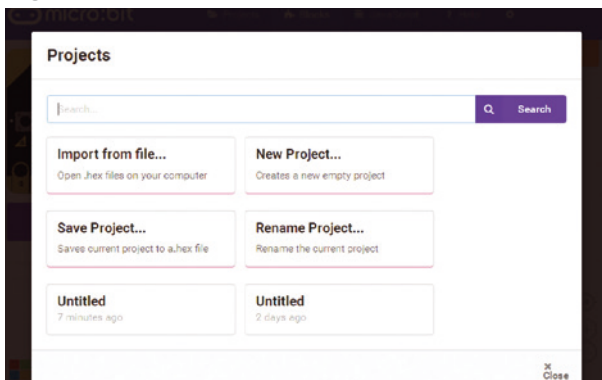 micro:bit
Projects
Search...
Search
Import from file...
Open .hex files on your computer
New Project...
Creates a new empty project
Save Project...
Saves current project to a.hex file
Rename Project...
Rename the current project
Untitled
7 minutes ago
Untitled
2 days ago
Close